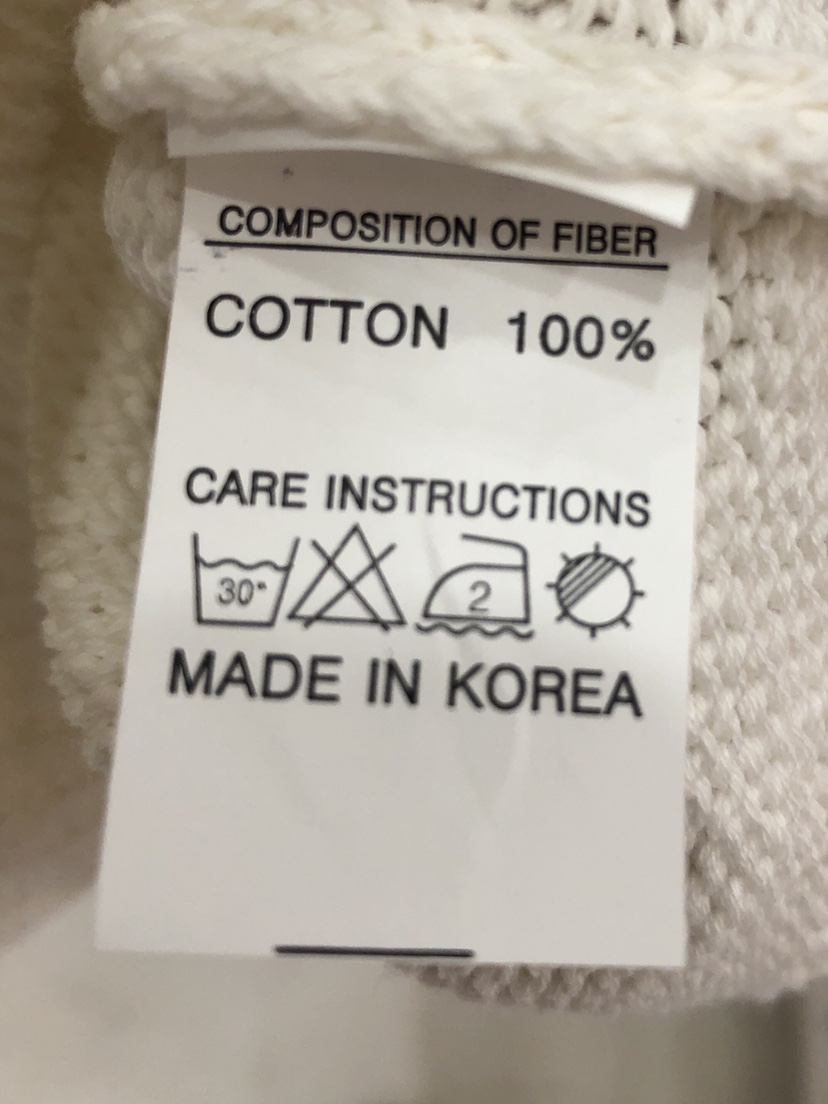 COMPOSITION OF FIBER
COTTON 100%
CARE INSTRUCTIONS
30° 2
MADE IN KOREA